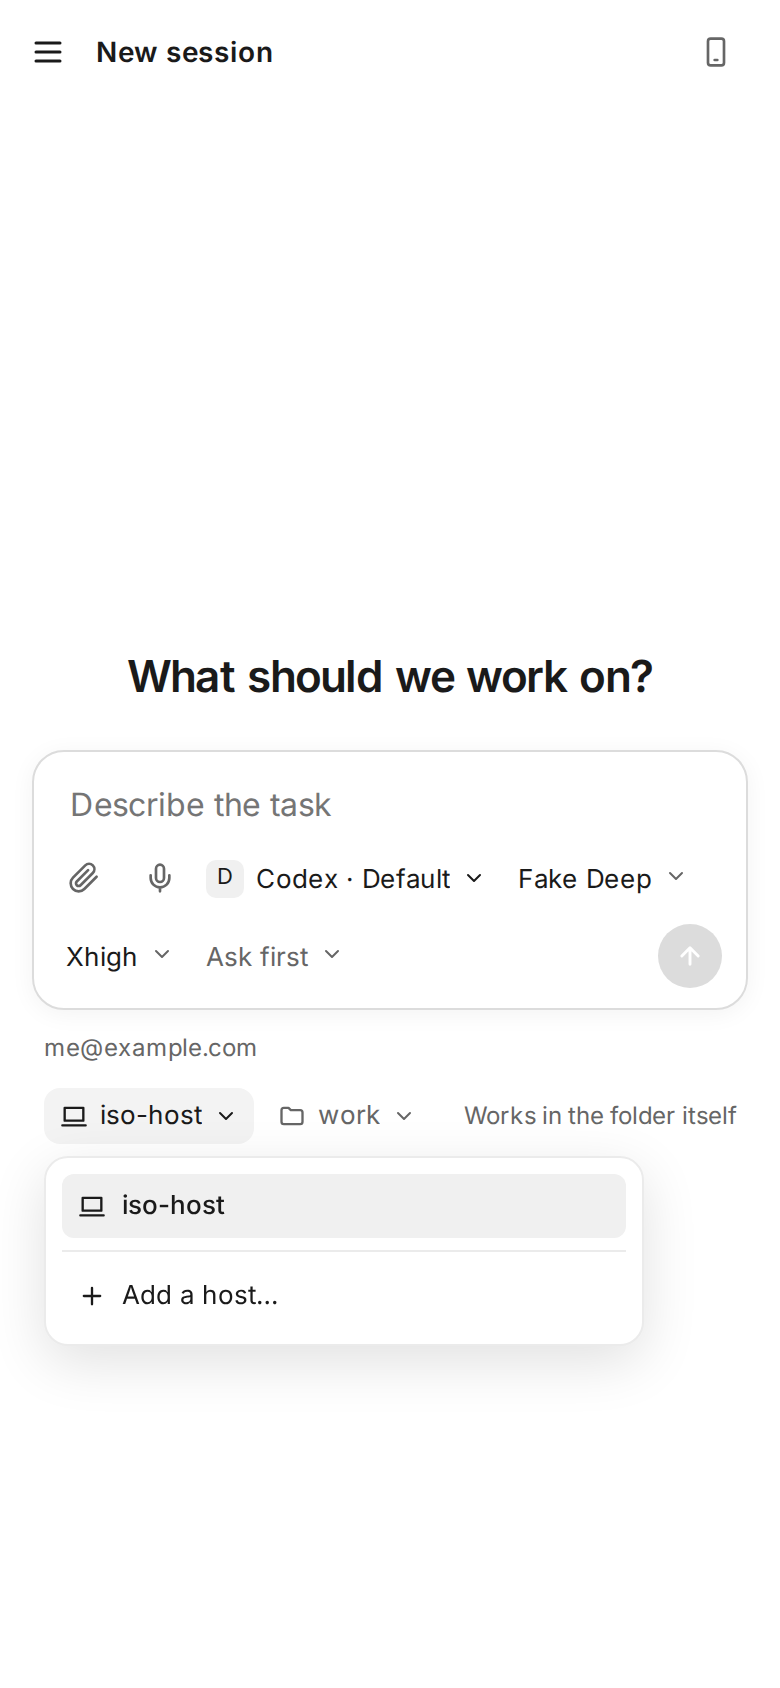 New session
What should we work on?
Describe the task
D Codex · Default Fake Deep
Xhigh Ask first
me@example.com
iso-host work Works in the folder itself
iso-host
Add a host...